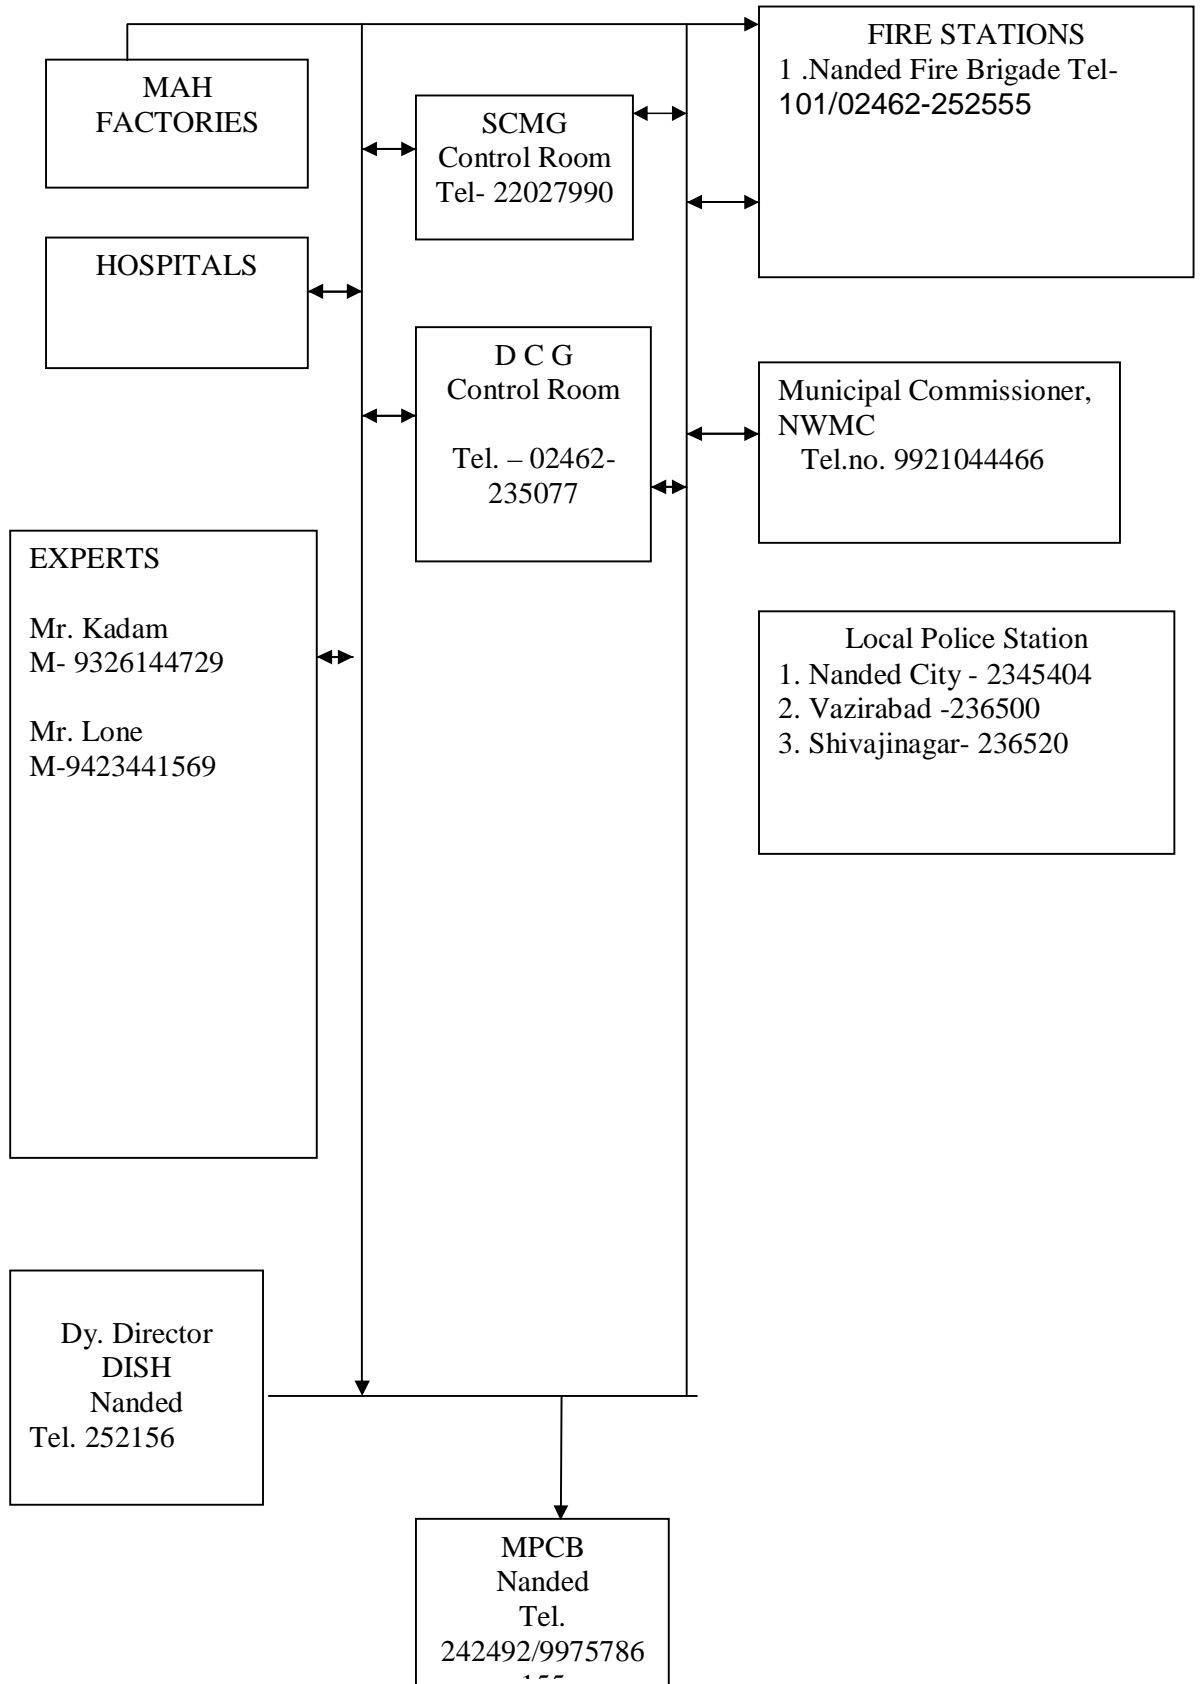 MAH
FACTORIES
FIRE STATIONS
1 .Nanded Fire Brigade Tel-
101/02462-252555
SCMG
Control Room
Tel- 22027990
HOSPITALS
D C G
Control Room
Tel. – 02462-
235077
Municipal Commissioner,
NWMC
Tel.no. 9921044466
EXPERTS
Mr. Kadam
M- 9326144729
Mr. Lone
M-9423441569
Local Police Station
1. Nanded City - 2345404
2. Vazirabad -236500
3. Shivajinagar- 236520
Dy. Director
DISH
Nanded
Tel. 252156
MPCB
Nanded
Tel.
242492/9975786